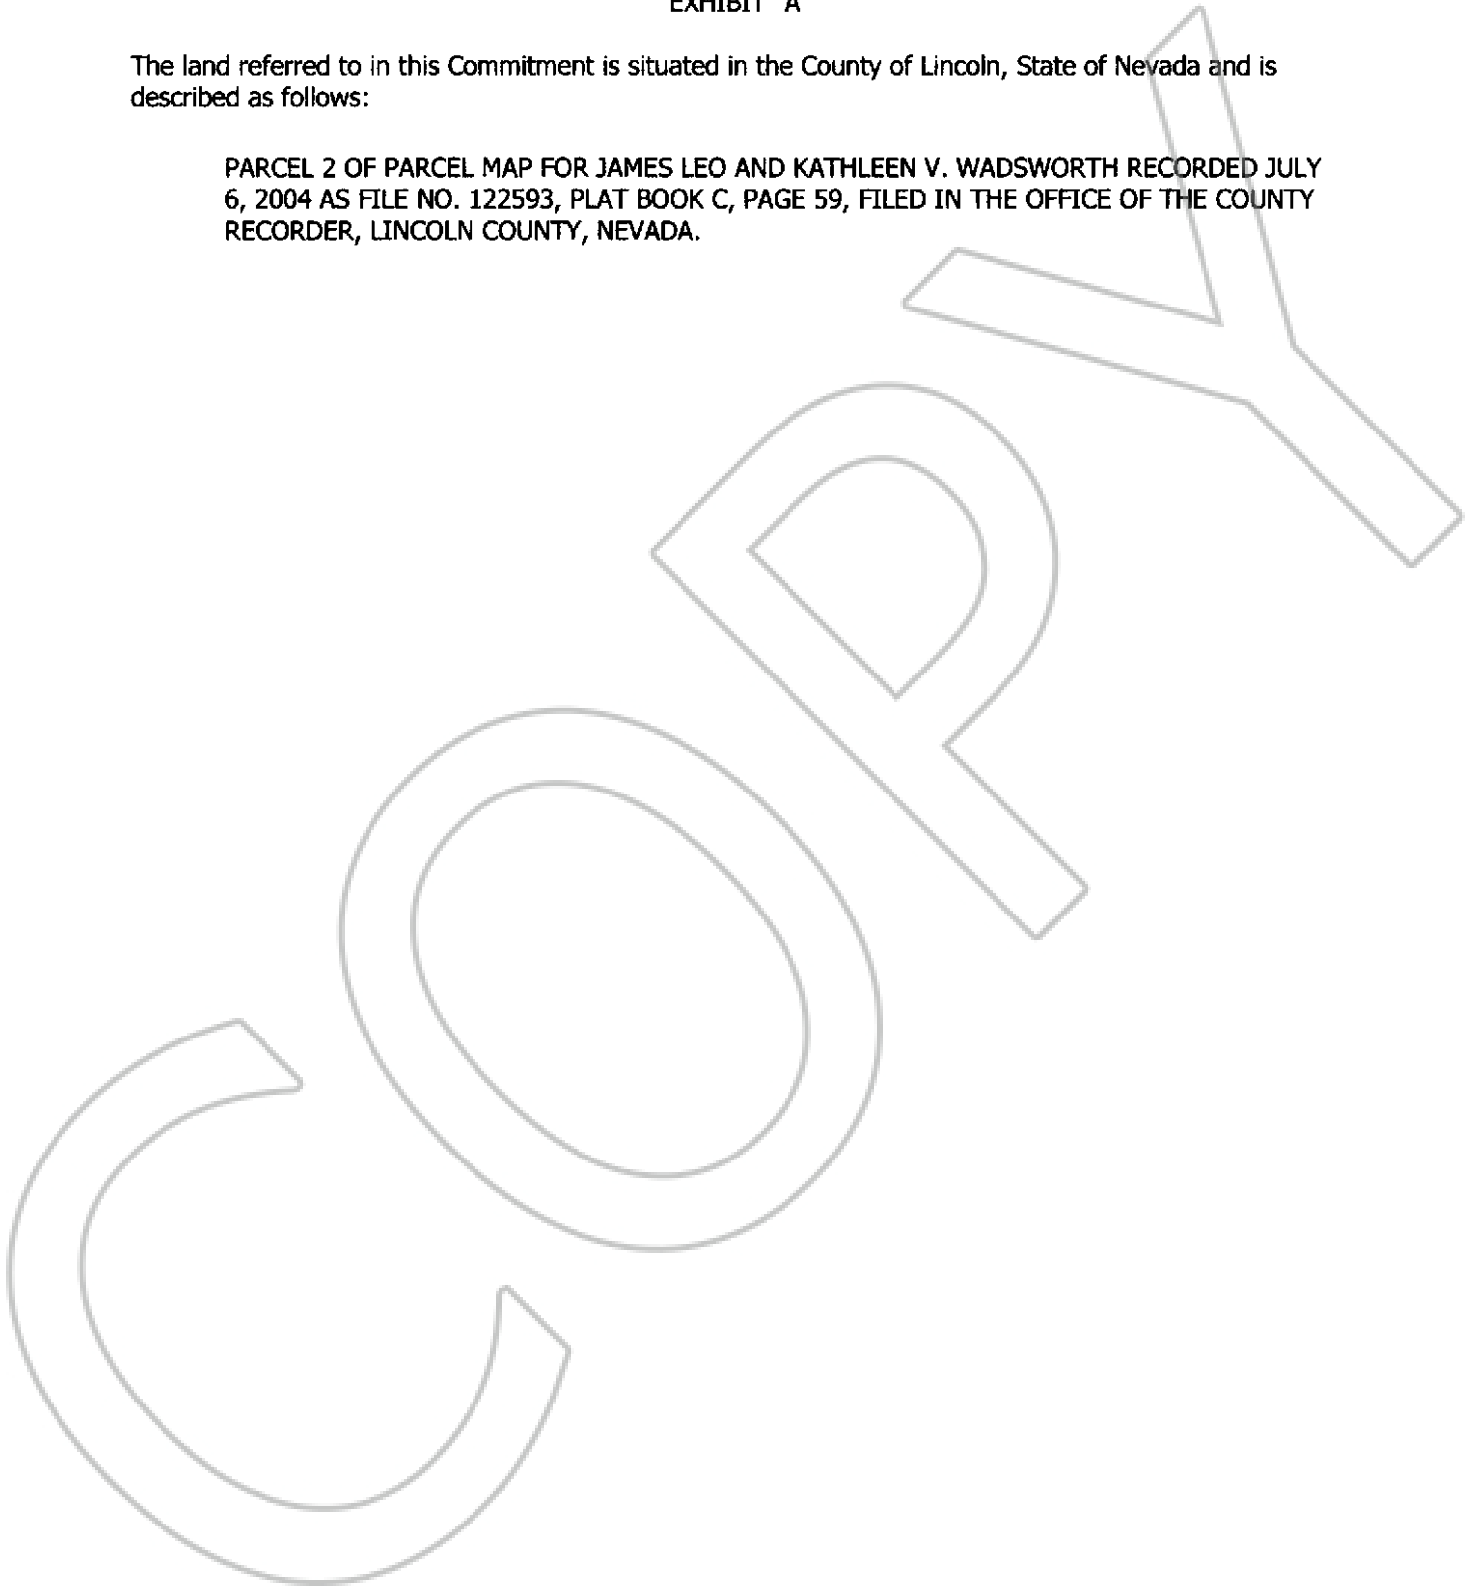 EXHIBIT A
The land referred to in this Commitment is situated in the County of Lincoln, State of Nevada and is
described as follows:
PARCEL 2 OF PARCEL MAP FOR JAMES LEO AND KATHLEEN V. WADSWORTH RECORDED JULY
6, 2004 AS FILE NO. 122593, PLAT BOOK C, PAGE 59, FILED IN THE OFFICE OF THE COUNTY
RECORDER, LINCOLN COUNTY, NEVADA.
COPY